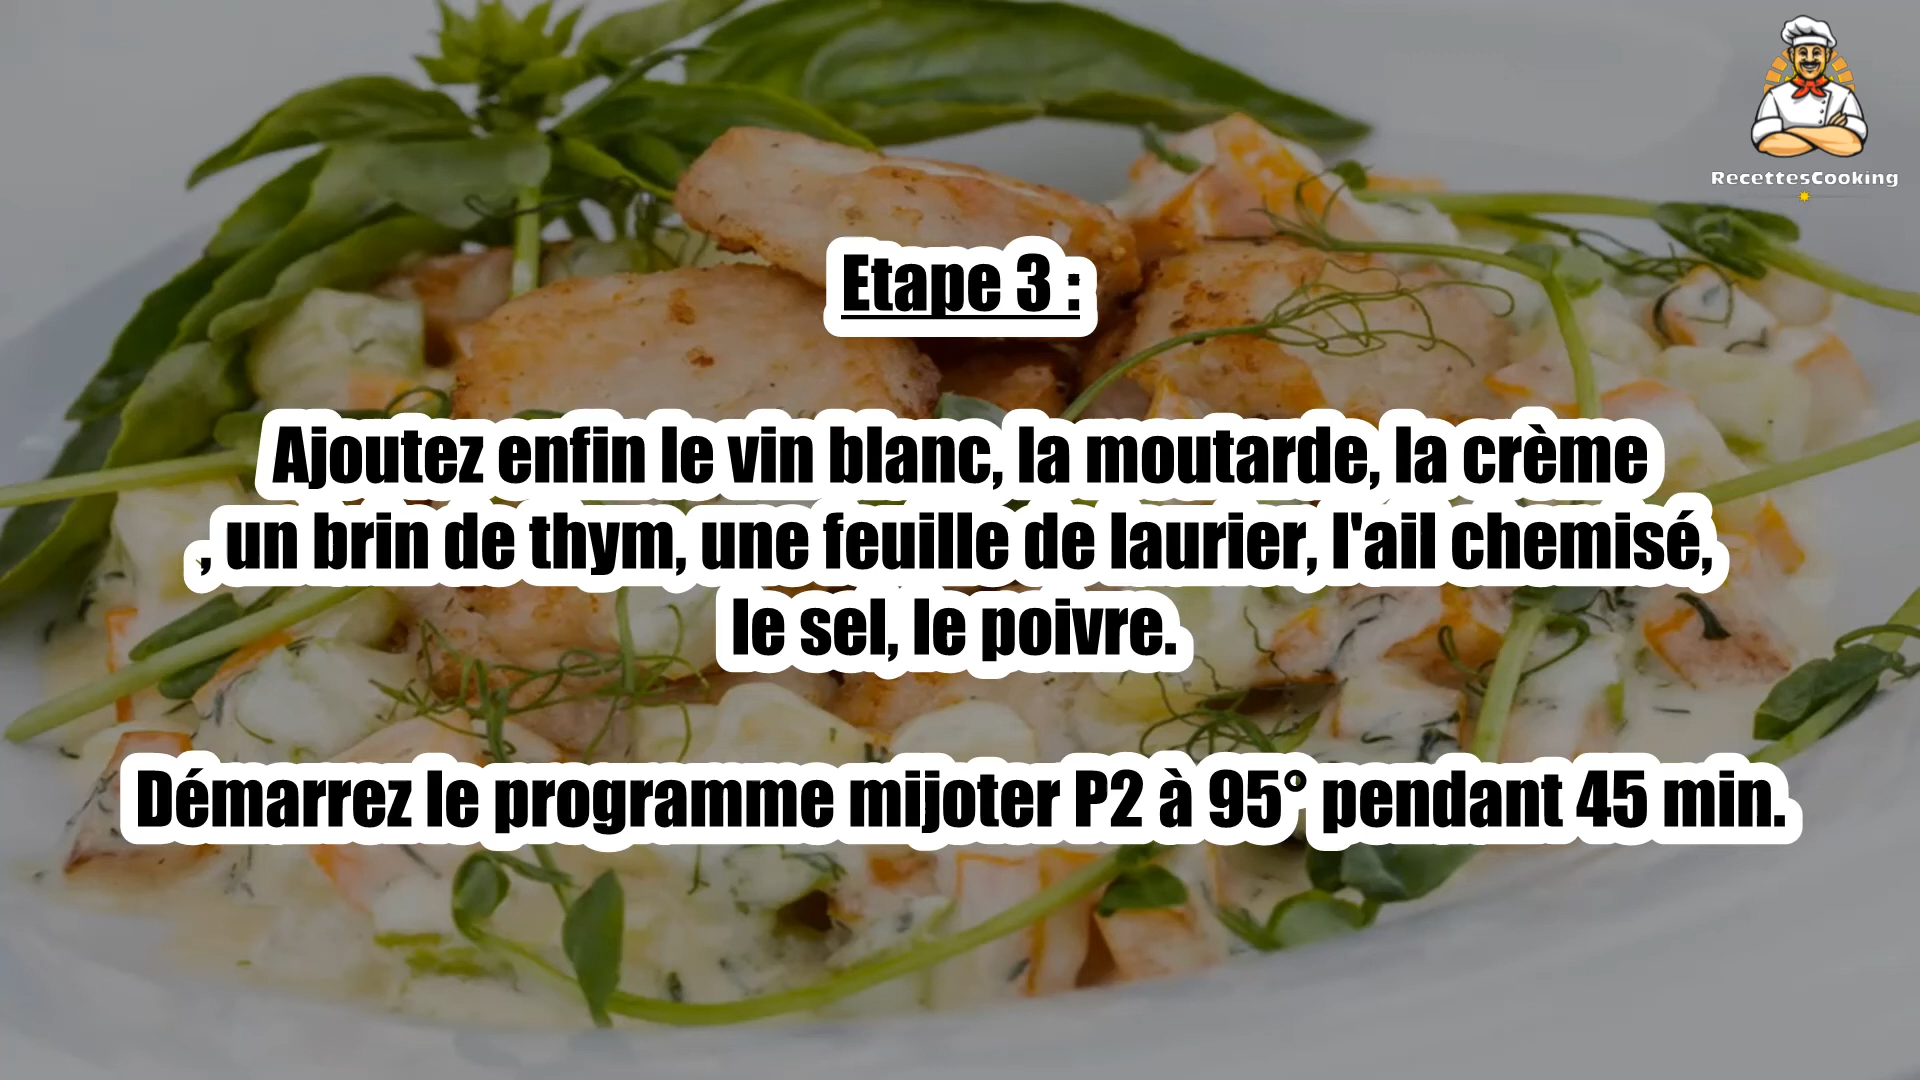 RecettesCooking
Etape 3 :
Ajoutez enfin le vin blanc, la moutarde, la crème
, un brin de thym, une feuille de laurier, l'ail chemisé,
le sel, le poivre.
Démarrez le programme mijoter P2 à 95° pendant 45 min.